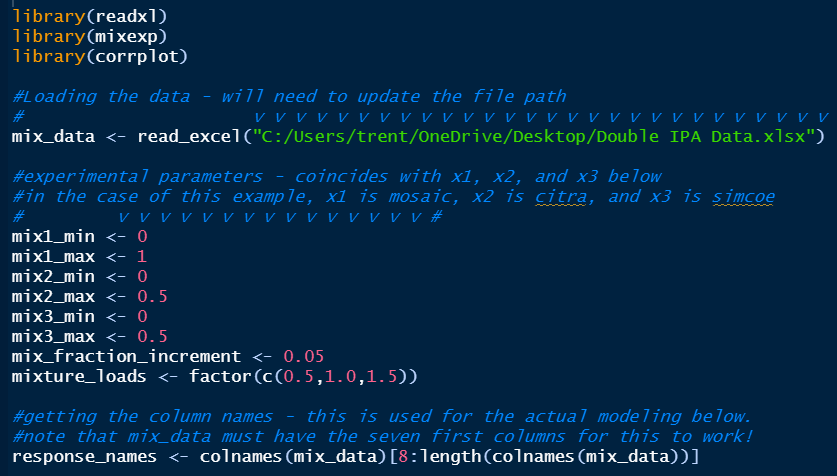 library(readxl)
library(mixexp)
library(corrplot)
#Loading the data - will need to update the file path
# v v v v v v v v v v v v v v v v v v v v v v v v v v v v
mix_data <- read_excel("C:/Users/trent/OneDrive/Desktop/Double IPA Data.xlsx")
#experimental parameters - coincides with x1, x2, and x3 below
#in the case of this example, x1 is mosaic, x2 is citra, and x3 is simcoe
# v v v v v v v v v v v v v v v #
mix1_min <- 0
mix1_max <- 1
mix2_min <- 0
mix2_max <- 0.5
mix3_min <- 0
mix3_max <- 0.5
mix_fraction_increment <- 0.05
mixture_loads <- factor(c(0.5,1.0,1.5))
#getting the column names - this is used for the actual modeling below.
#note that mix_data must have the seven first columns for this to work!
response_names <- colnames(mix_data)[8:length(colnames(mix_data))]